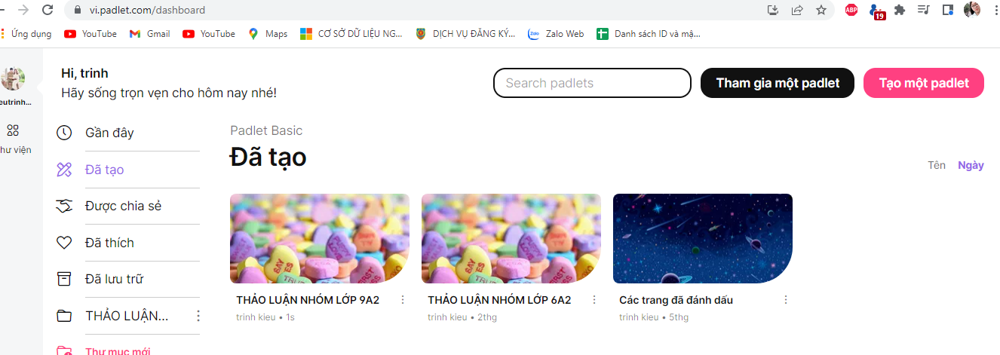 vi.padlet.com/dashboard
ABP
19
Ứng dụng
YouTube
Gmail
YouTube
Maps
CƠ SỞ DỮ LIỆU NG...
DỊCH VỤ ĐĂNG KÝ...
Zalo Web
Danh sách ID và mậ...
eutrinh...
hư viện
Hi, trinh
Hãy sống trọn vẹn cho hôm nay nhé!
Search padlets
Tham gia một padlet
Tạo một padlet
Gần đây
Đã tạo
Được chia sẻ
Đã thích
Đã lưu trữ
THẢO LUẬN...
Thư mục mới
Padlet Basic
Đã tạo
Tên
Ngày
THẢO LUẬN NHÓM LỚP 9A2
trinh kieu • 1s
THẢO LUẬN NHÓM LỚP 6A2
trinh kieu • 2thg
Các trang đã đánh dấu
trinh kieu • 5thg